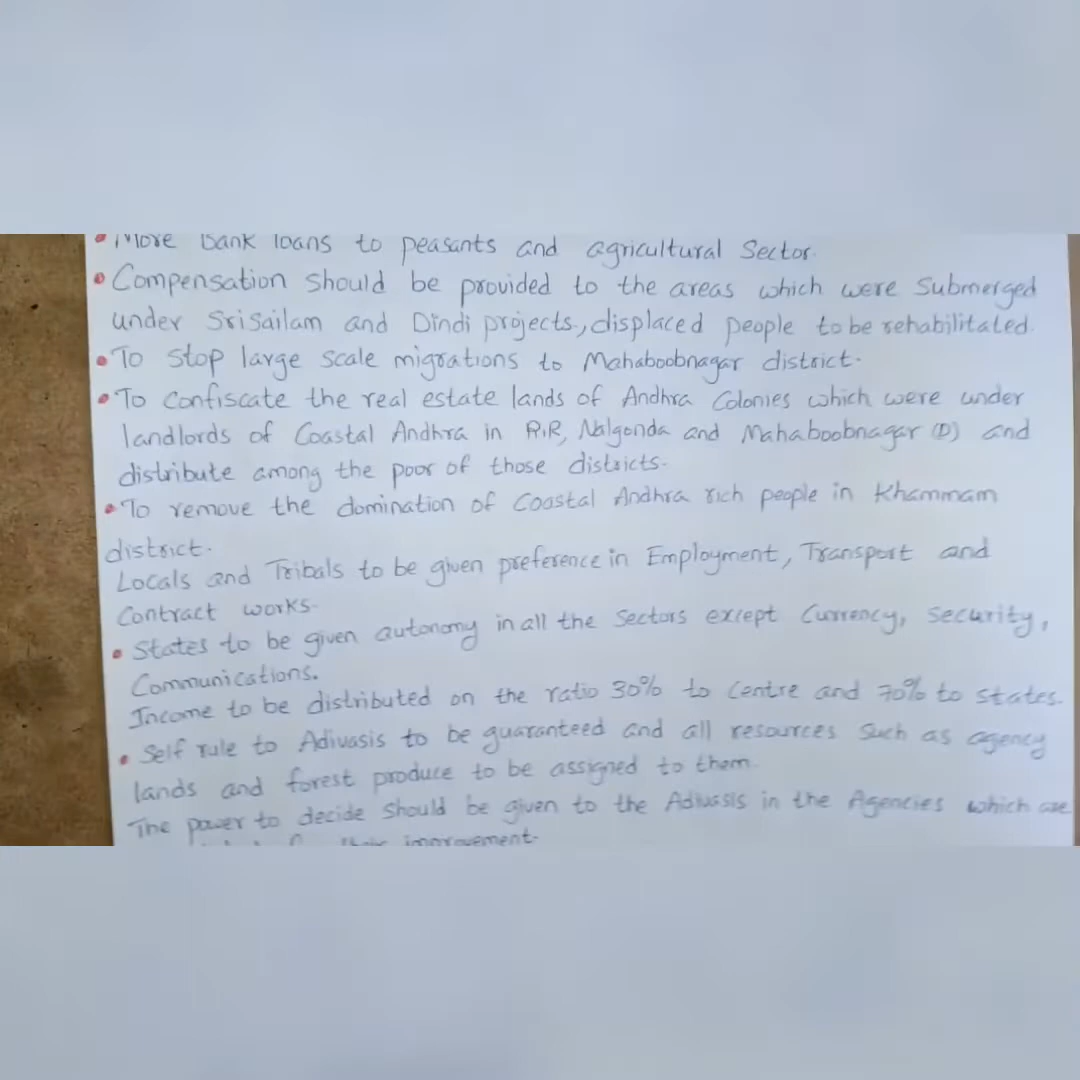 • More Bank loans to peasants and agricultural Sector.
• Compensation should be provided to the areas which were Submerged
under SriSailam and Dindi projects, displaced people to be rehabilitated.
• To stop large scale migrations to Mahaboobnagar district.
• To confiscate the real estate lands of Andhra Colonies which were under
landlords of Coastal Andhra in R.R, Nalgonda and Mahaboobnagar (D) and
distribute among the poor of those districts.
• To remove the domination of Coastal Andhra rich people in Khammam
district.
Locals and Tribals to be given preference in Employment, Transport and
Contract works.
• States to be given autonomy in all the Sectors except Currency, Security,
Communications.
Income to be distributed on the ratio 30% to Centre and 70% to States.
• Self rule to Adivasis to be guaranteed and all resources such as agency
lands and forest produce to be assigned to them.
The power to decide should be given to the Adivasis in the Agencies which are
improvement.